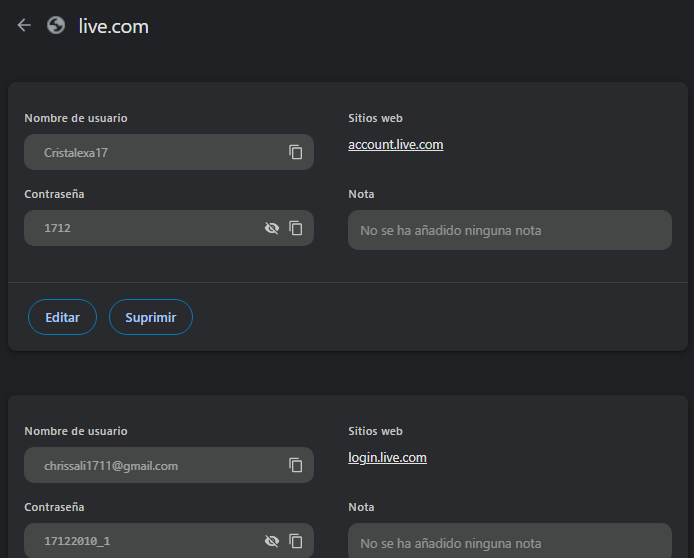 live.com
Nombre de usuario
Sitios web
Cristalexa17
account.live.com
Contraseña
Nota
1712
No se ha añadido ninguna nota
Editar
Suprimir
Nombre de usuario
Sitios web
chrissali1711@gmail.com
login.live.com
Contraseña
Nota
17122010_1
No se ha añadido ninguna nota